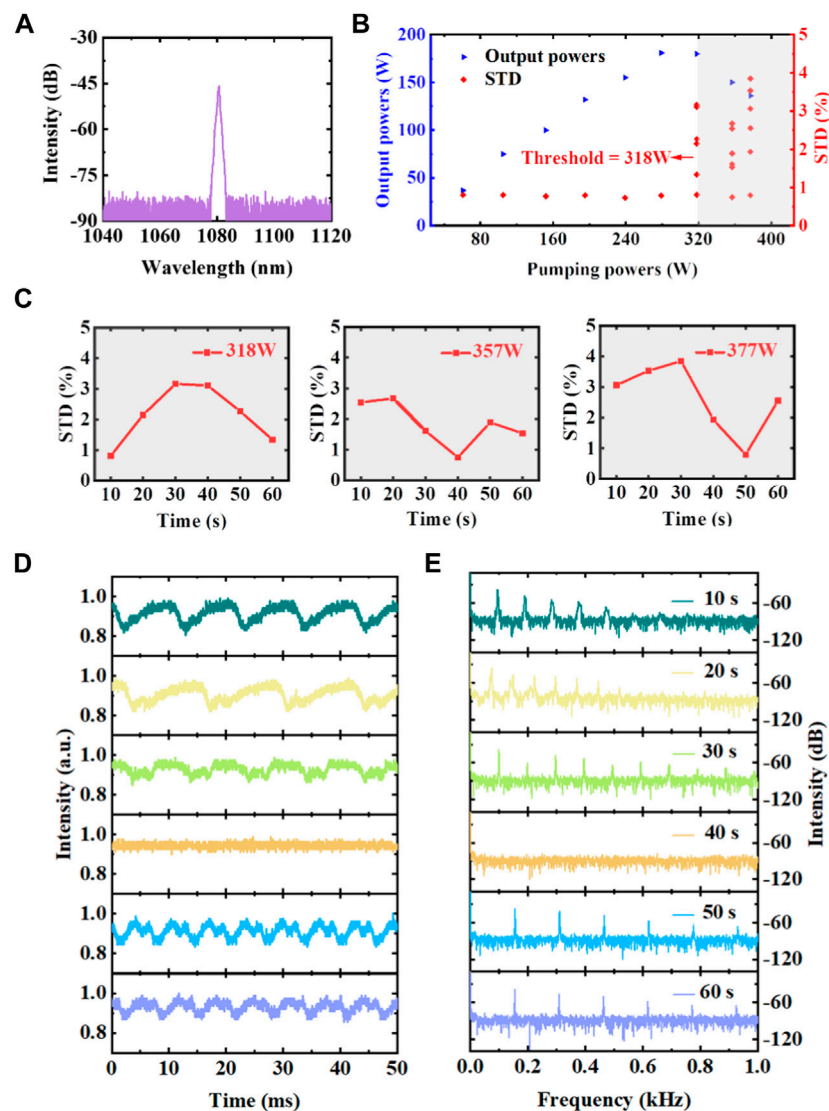 A
Intensity (dB)
-30
-45
-60
-75
-90
1040 1060 1080 1100 1120
Wavelength (nm)
B
Output powers (W)
200
150
100
50
0
Output powers
STD
Threshold = 318W
5
4
3
2
1
0
STD (%)
80 160 240 320 400
Pumping powers (W)
C
STD (%)
5
4
3
2
1
0
318W
10 20 30 40 50 60
Time (s)
STD (%)
5
4
3
2
1
0
357W
10 20 30 40 50 60
Time (s)
STD (%)
5
4
3
2
1
0
377W
10 20 30 40 50 60
Time (s)
D
Intensity (a.u.)
1.0
0.8
1.0
0.8
1.0
0.9
0.8
1.0
0.9
0.8
1.0
0.9
0.8
1.0
0.8
0 10 20 30 40 50
Time (ms)
E
10 s
-60
-120
20 s
-60
-120
30 s
-60
-120
40 s
-60
-120
50 s
-60
-120
60 s
-60
-120
Intensity (dB)
0.0 0.2 0.4 0.6 0.8 1.0
Frequency (kHz)